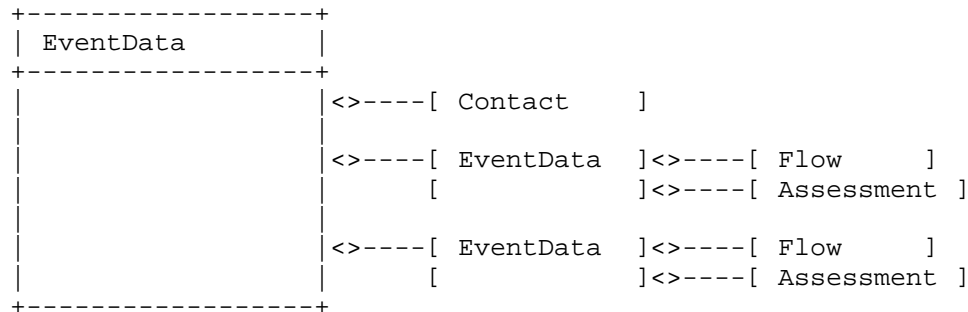 +------------------+
| EventData        |
+------------------+
|                  |<>----[ Contact    ]
|                  |
|                  |<>----[ EventData  ]<>----[ Flow       ]
|                  |      [            ]<>----[ Assessment ]
|                  |
|                  |<>----[ EventData  ]<>----[ Flow       ]
|                  |      [            ]<>----[ Assessment ]
+------------------+